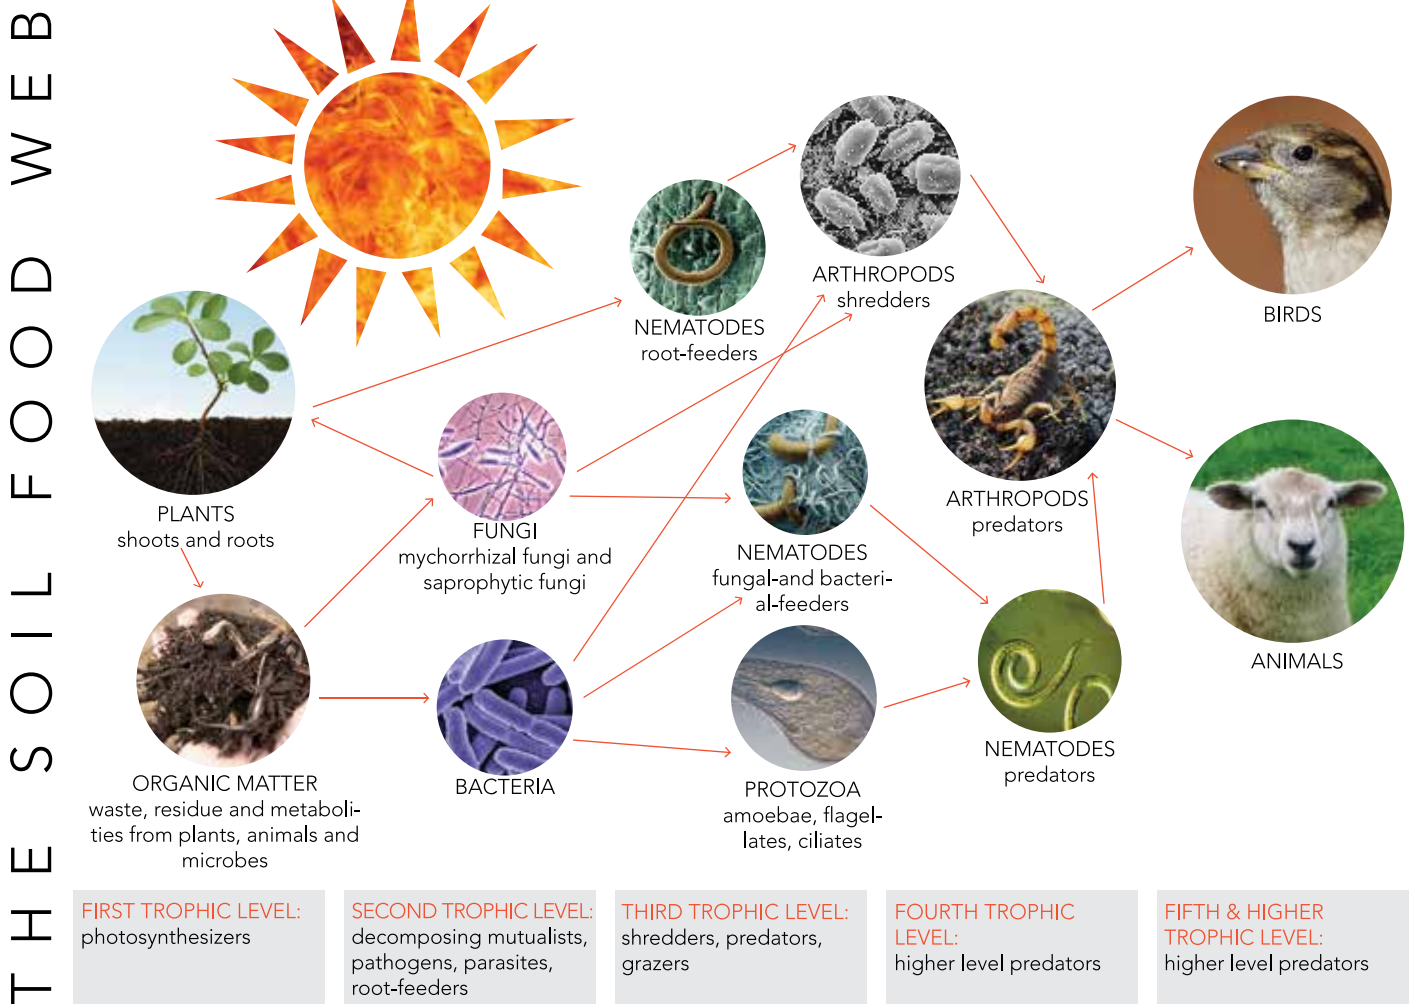 THE SOIL FOOD WEB
ARTHROPODS
shredders
BIRDS
NEMATODES
root-feeders
PLANTS
shoots and roots
FUNGI
mychorrhizal fungi and
saprophytic fungi
NEMATODES
fungal-and bacteri-
al-feeders
ARTHROPODS
predators
ANIMALS
ORGANIC MATTER
waste, residue and metaboli-
ties from plants, animals and
microbes
BACTERIA
PROTOZOA
amoebae, flagel-
lates, ciliates
NEMATODES
predators
FIRST TROPHIC LEVEL:
photosynthesizers
SECOND TROPHIC LEVEL:
decomposing mutualists,
pathogens, parasites,
root-feeders
THIRD TROPHIC LEVEL:
shredders, predators,
grazers
FOURTH TROPHIC
LEVEL:
higher level predators
FIFTH & HIGHER
TROPHIC LEVEL:
higher level predators